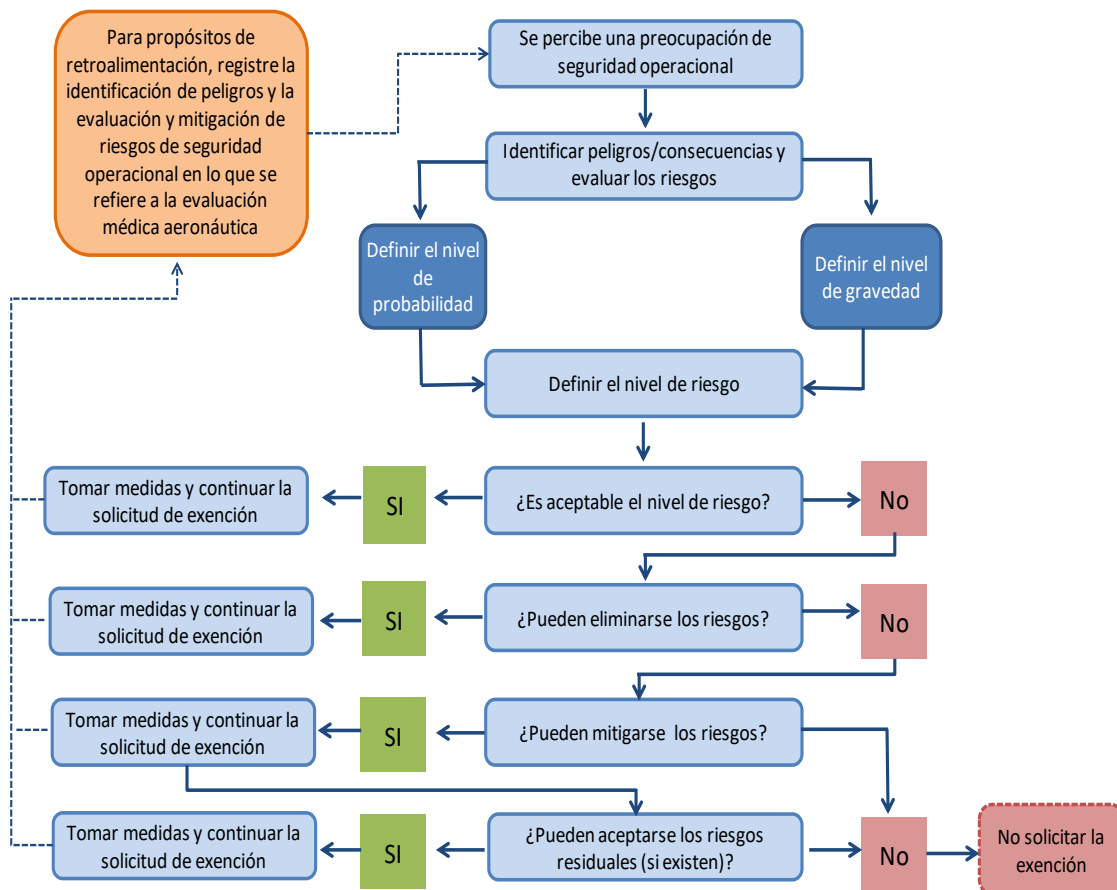 Para propósitos de
retroalimentación, registre la
identificación de peligros y la
evaluación y mitigación de
riesgos de seguridad
operacional en lo que se
refiere a la evaluación
médica aeronáutica
Se percibe una preocupación de
seguridad operacional
Identificar peligros/consecuencias y
evaluar los riesgos
Definir el nivel
de
probabilidad
Definir el nivel
de gravedad
Definir el nivel de riesgo
Tomar medidas y continuar la
solicitud de exención
SI
¿Es aceptable el nivel de riesgo?
No
Tomar medidas y continuar la
solicitud de exención
SI
¿Pueden eliminarse los riesgos?
No
Tomar medidas y continuar la
solicitud de exención
SI
¿Pueden mitigarse los riesgos?
Tomar medidas y continuar la
solicitud de exención
SI
¿Pueden aceptarse los riesgos
residuales (si existen)?
No
No solicitar la
exención